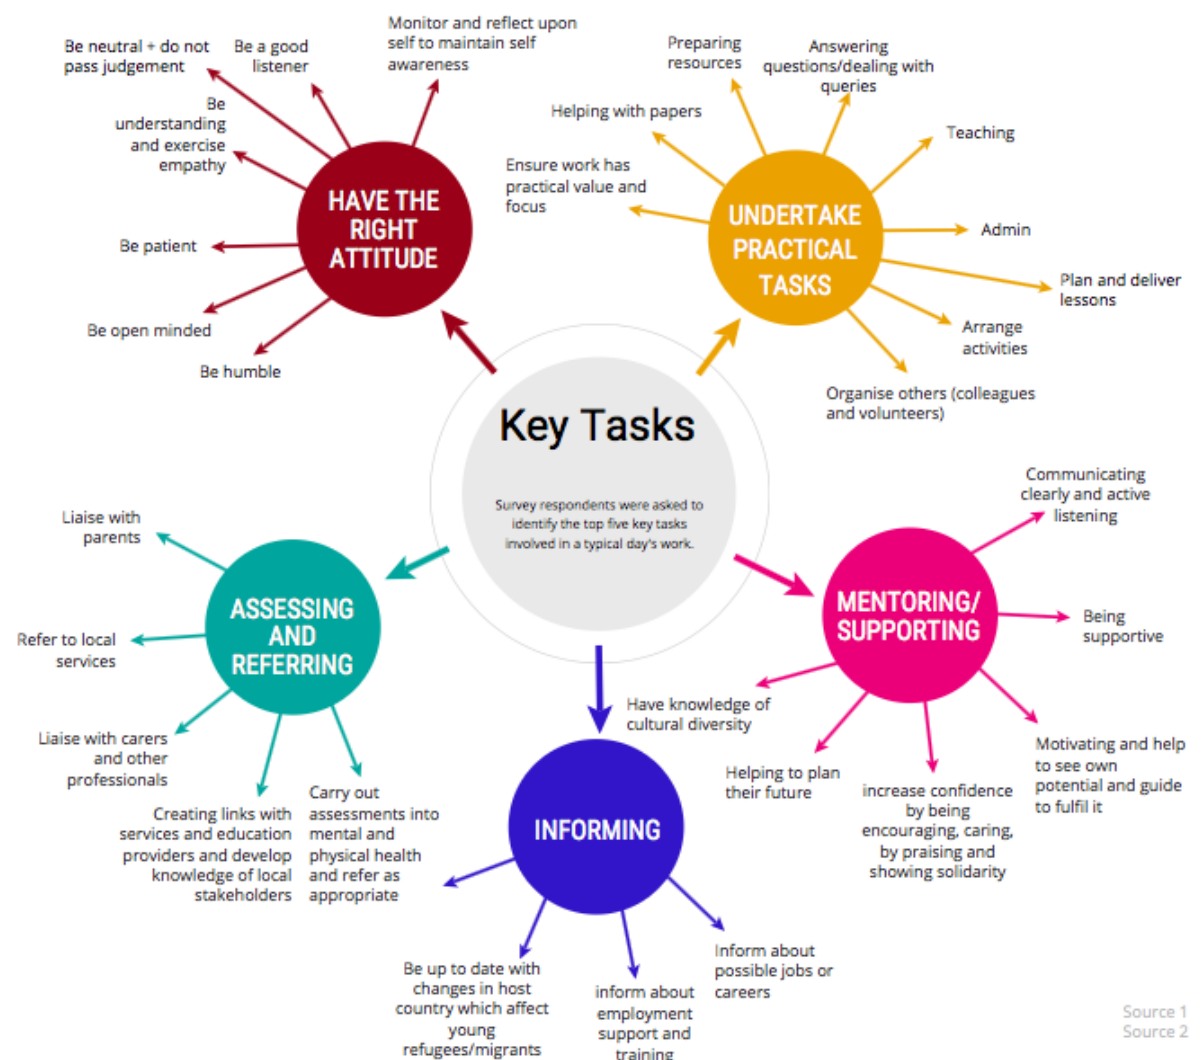 Be neutral + do not
pass judgement
Be a good
listener
Monitor and reflect upon
self to maintain self
awareness
Be
understanding
and exercise
empathy
Be patient
Be open minded
Be humble
HAVE THE
RIGHT
ATTITUDE
Preparing
resources
Answering
questions/dealing with
queries
Helping with papers
Teaching
Ensure work has
practical value and
focus
UNDERTAKE
PRACTICAL
TASKS
Admin
Plan and deliver
lessons
Arrange
activities
Organise others (colleagues
and volunteers)
Key Tasks
Survey respondents were asked to
identify the top five key tasks
involved in a typical day's work.
Liaise with
parents
Refer to local
services
ASSESSING
AND
REFERRING
Liaise with carers
and other
professionals
Creating links with
services and education
providers and develop
knowledge of local
stakeholders
Carry out
assessments into
mental and
physical health
and refer as
appropriate
Communicating
clearly and active
listening
MENTORING/
SUPPORTING
Being
supportive
Have knowledge of
cultural diversity
Helping to plan
their future
increase confidence
by being
encouraging, caring,
by praising and
showing solidarity
Motivating and help
to see own
potential and guide
to fulfil it
INFORMING
Be up to date with
changes in host
country which affect
young
refugees/migrants
inform about
employment
support and
training
Inform about
possible jobs or
careers
Source 1
Source 2